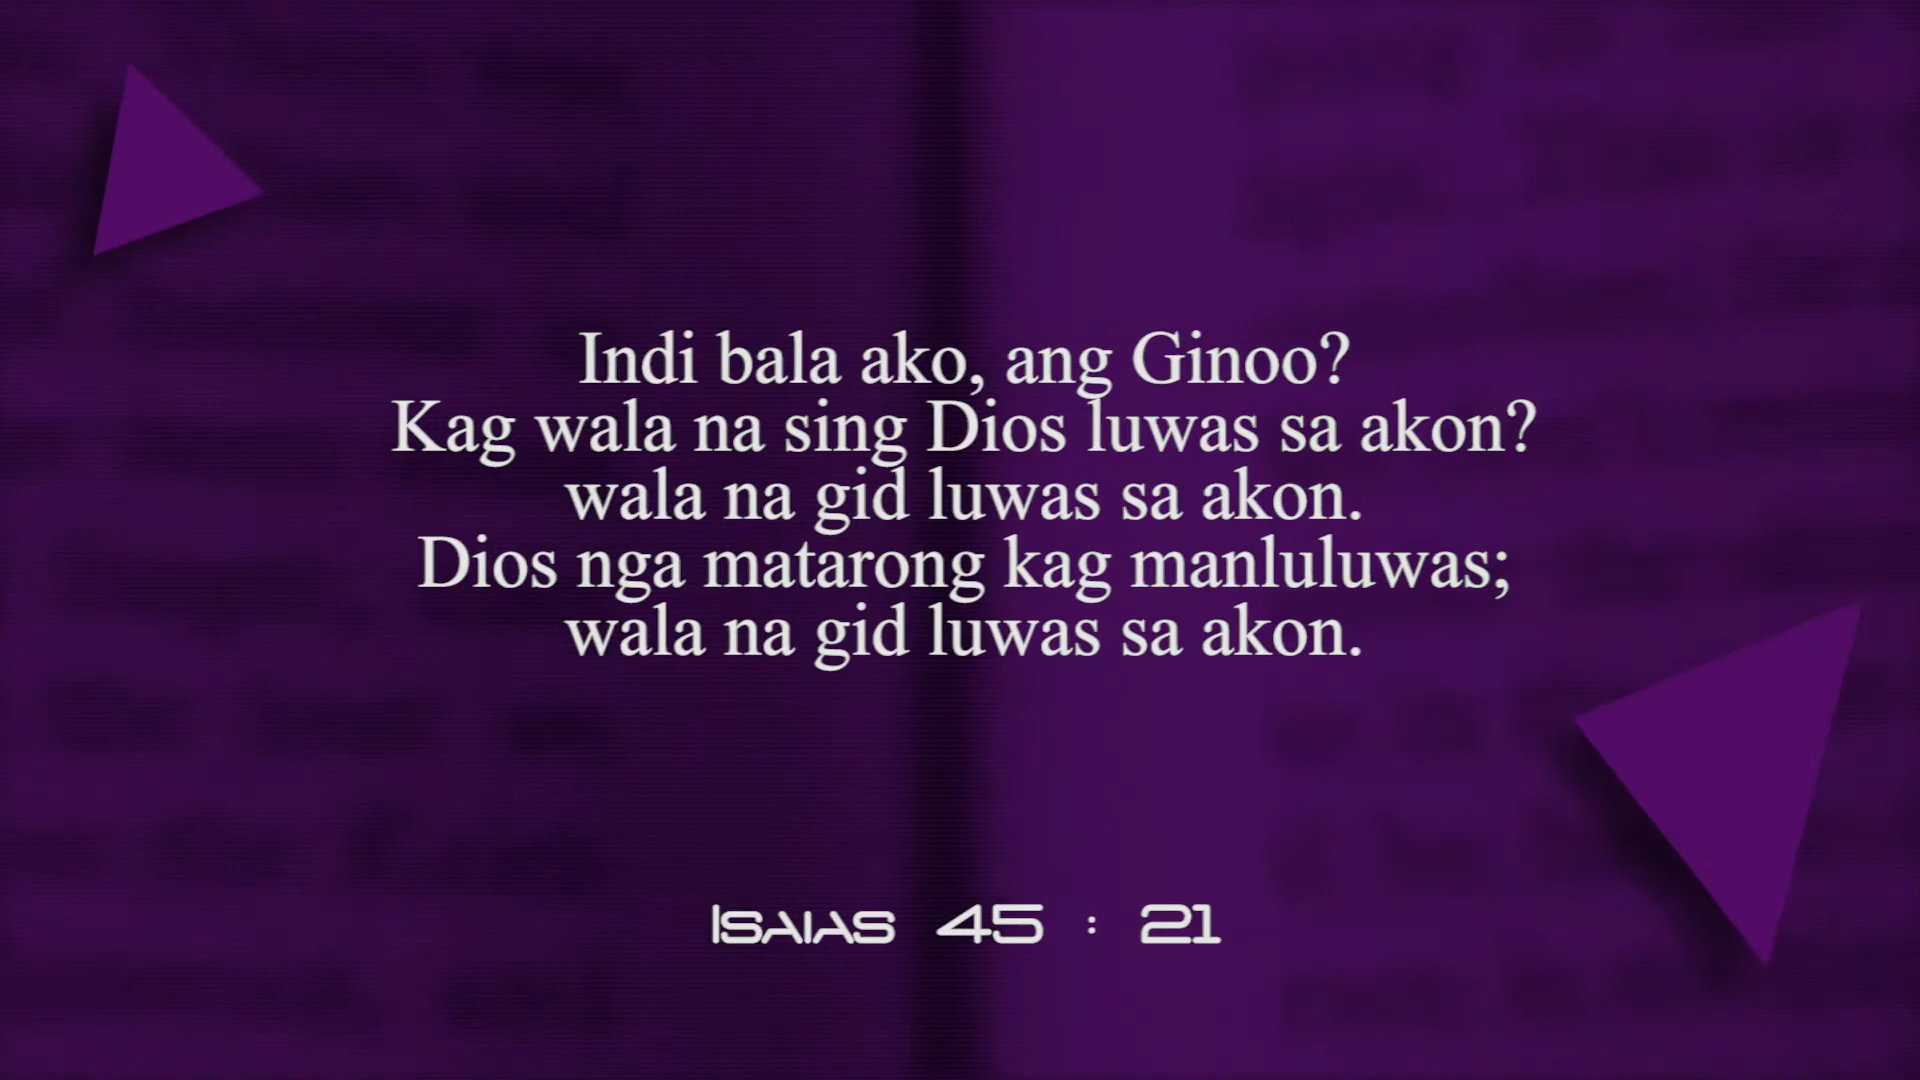 Indi bala ako, ang Ginoo?
Kag wala na sing Dios luwas sa akon?
wala na gid luwas sa akon.
Dios nga matarong kag manluluwas;
wala na gid luwas sa akon.
Isaias 45 : 21